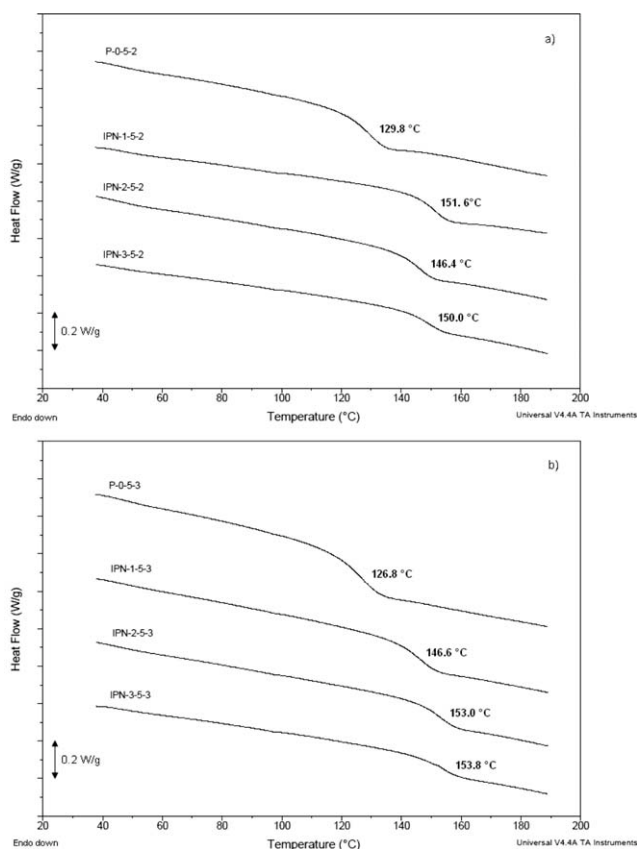 a)
P-0-5-2
129.8 °C
IPN-1-5-2
151. 6°C
IPN-2-5-2
146.4 °C
IPN-3-5-2
150.0 °C
0.2 W/g
Heat Flow (W/g)
20 40 60 80 100 120 140 160 180 200
Endo down Temperature (°C) Universal V4.4A TA Instruments
b)
P-0-5-3
126.8 °C
IPN-1-5-3
146.6 °C
IPN-2-5-3
153.0 °C
IPN-3-5-3
153.8 °C
0.2 W/g
Heat Flow (W/g)
20 40 60 80 100 120 140 160 180 200
Endo down Temperature (°C) Universal V4.4A TA Instruments